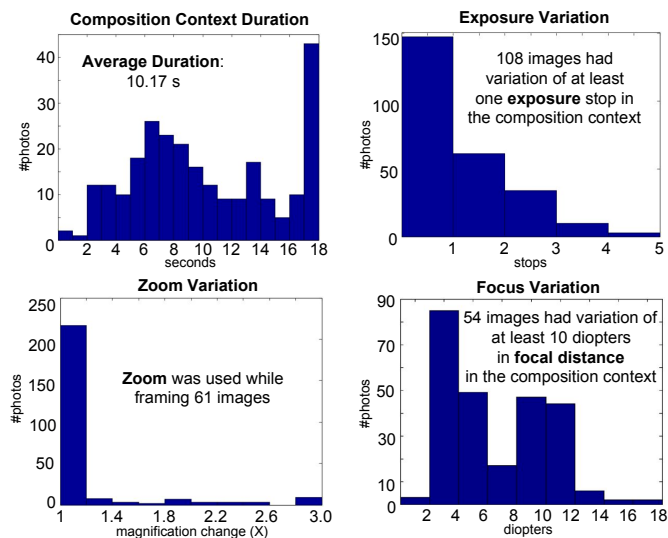 Composition Context Duration
Average Duration:
10.17 s
#photos
40
30
20
10
0
2 4 6 8 10 12 14 16 18
seconds
Exposure Variation
108 images had
variation of at least
one exposure stop in
the composition context
#photos
150
100
50
0
1 2 3 4 5
stops
Zoom Variation
Zoom was used while
framing 61 images
#photos
250
200
150
100
50
0
1 1.4 1.8 2.2 2.6 3.0
magnification change (X)
Focus Variation
54 images had variation of
at least 10 diopters
in focal distance
in the composition context
#photos
90
70
50
30
10
0
2 4 6 8 10 12 14 16 18
diopters